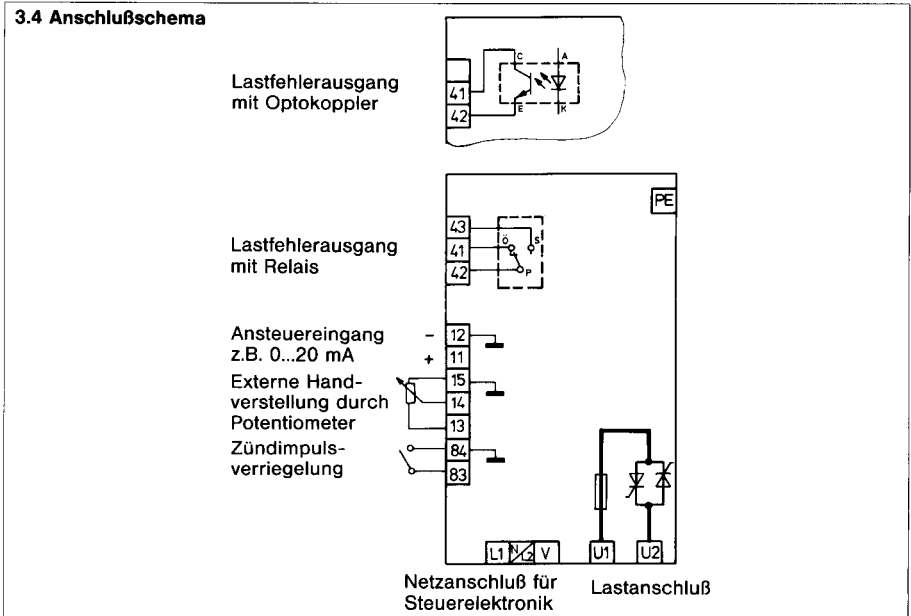 3.4 Anschlußschema
C
A
Lastfehlerausgang
mit Optokoppler
41
42
E
K
PE
Lastfehlerausgang
mit Relais
43
41
42
Ö
S
P
Ansteuereingang
z.B. 0...20 mA
−
+
12
11
Externe Hand-
verstellung durch
Potentiometer
15
14
13
Zündimpuls-
verriegelung
84
83
L1
N/L2
V
U1
U2
Netzanschluß für
Steuerelektronik
Lastanschluß